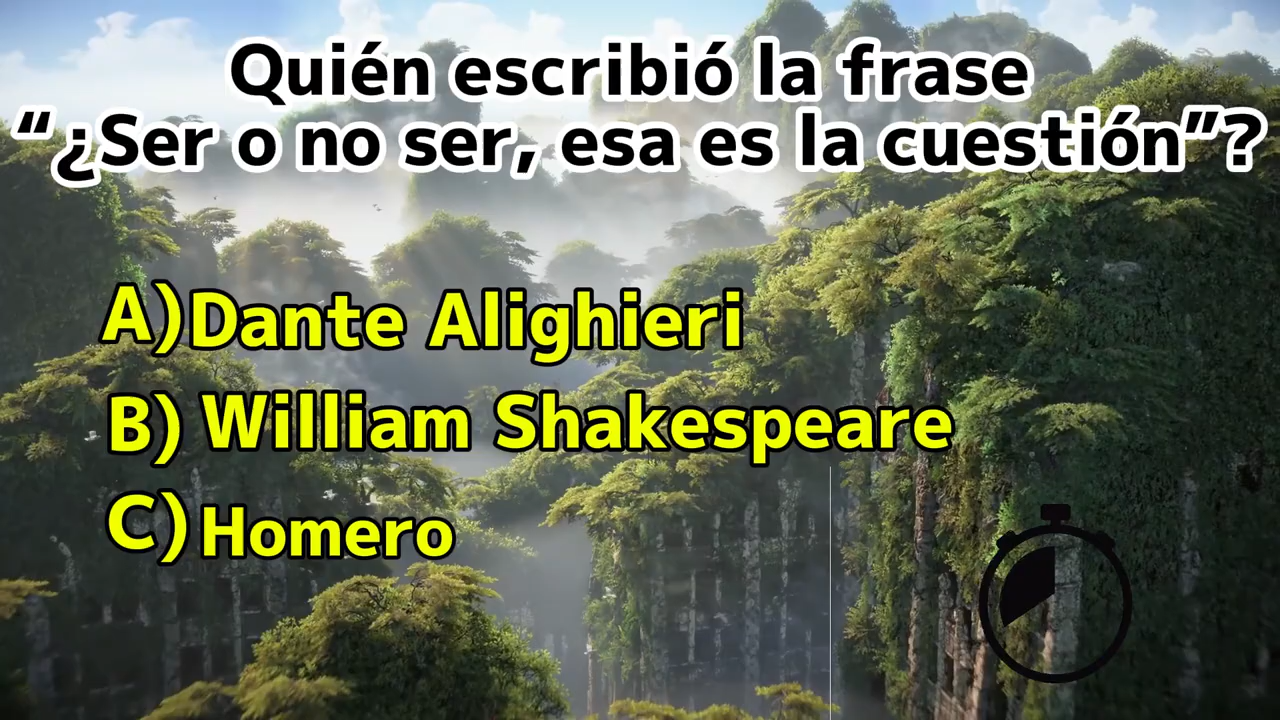 Quién escribió la frase
“¿Ser o no ser, esa es la cuestión”?
A) Dante Alighieri
B) William Shakespeare
C) Homero